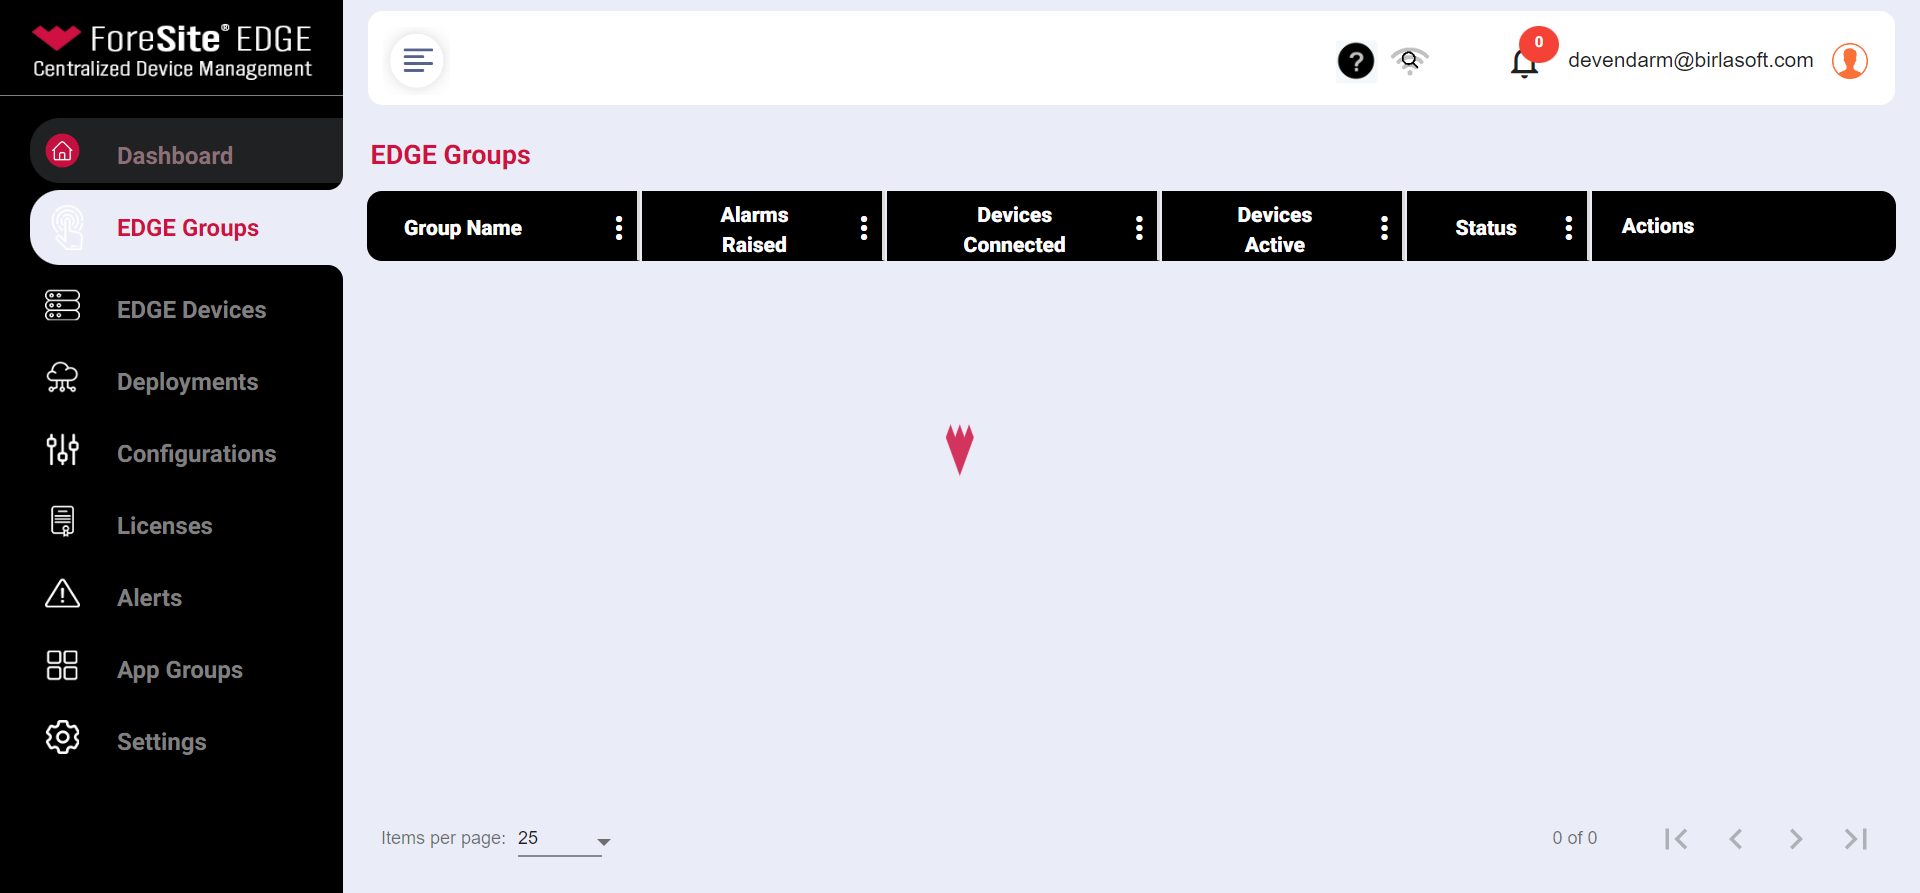 ForeSite® EDGE
Centralized Device Management
Dashboard
EDGE Groups
EDGE Devices
Deployments
Configurations
Licenses
Alerts
App Groups
Settings
?
0
devendarm@birlasoft.com
EDGE Groups
Group Name
Alarms
Raised
Devices
Connected
Devices
Active
Status
Actions
Items per page: 25
0 of 0